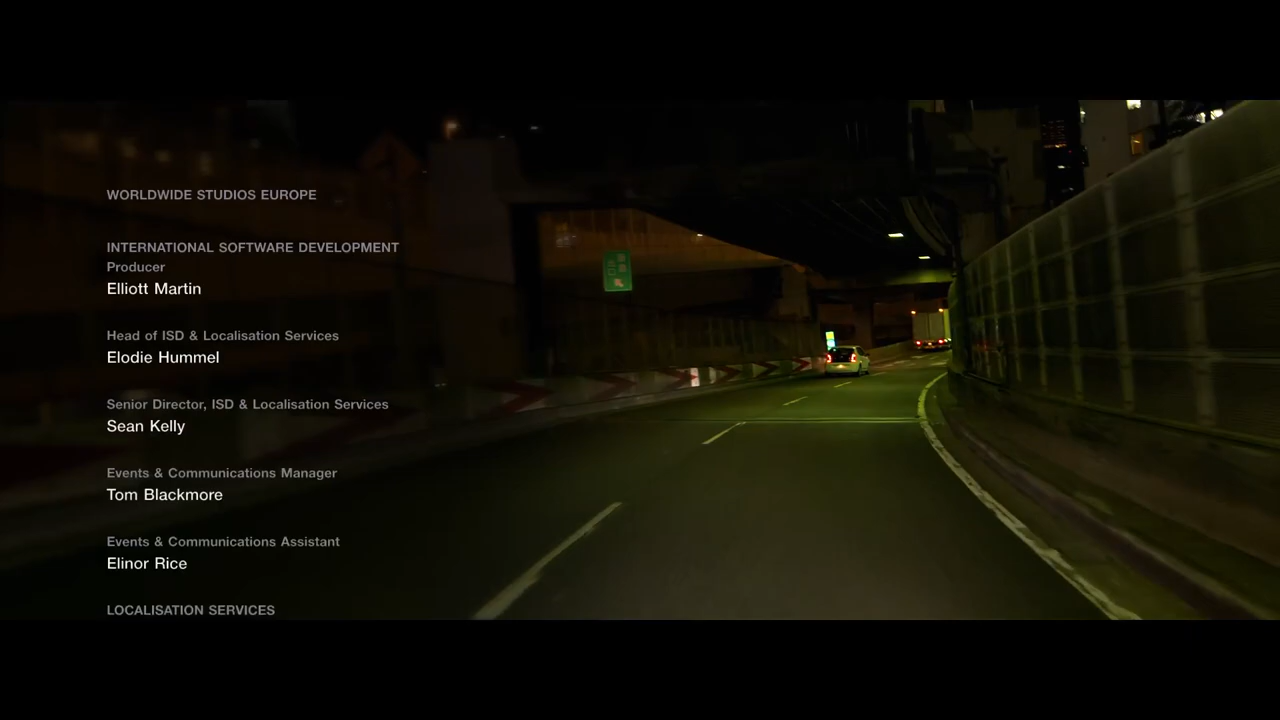 WORLDWIDE STUDIOS EUROPE
INTERNATIONAL SOFTWARE DEVELOPMENT
Producer
Elliott Martin
Head of ISD & Localisation Services
Elodie Hummel
Senior Director, ISD & Localisation Services
Sean Kelly
Events & Communications Manager
Tom Blackmore
Events & Communications Assistant
Elinor Rice
LOCALISATION SERVICES